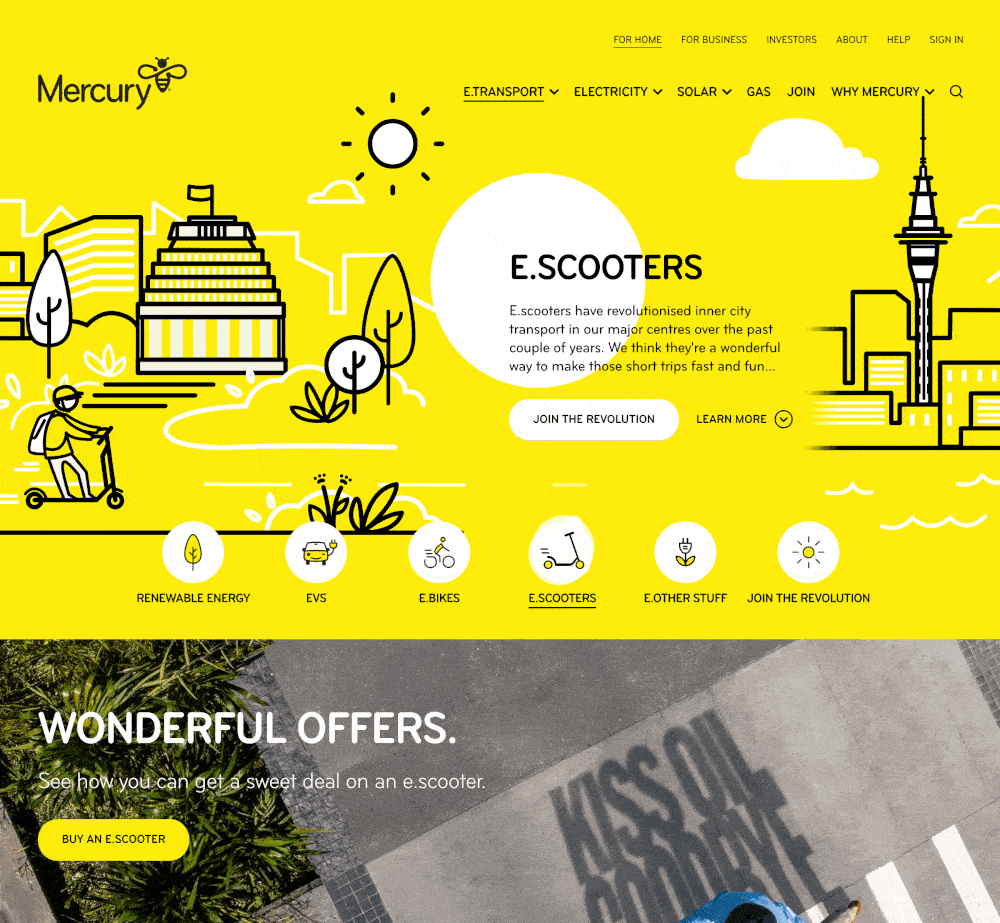 FOR HOME FOR BUSINESS INVESTORS ABOUT HELP SIGN IN
Mercury
E.TRANSPORT ELECTRICITY SOLAR GAS JOIN WHY MERCURY
E.SCOOTERS
E.scooters have revolutionised inner city
transport in our major centres over the past
couple of years. We think they're a wonderful
way to make those short trips fast and fun...
JOIN THE REVOLUTION LEARN MORE
RENEWABLE ENERGY EVS E.BIKES E.SCOOTERS E.OTHER STUFF JOIN THE REVOLUTION
WONDERFUL OFFERS.
See how you can get a sweet deal on an e.scooter.
BUY AN E.SCOOTER
KISS OIL
GOODBYE